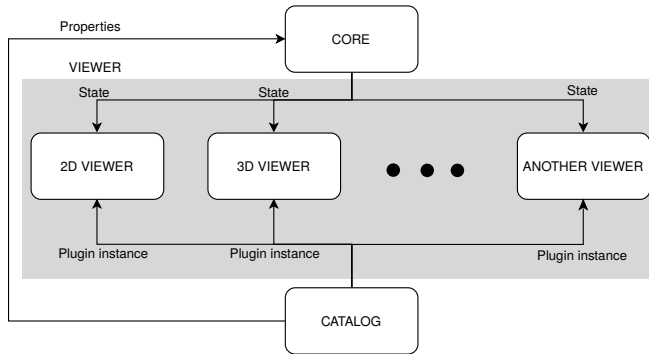 Properties
CORE
VIEWER
State
State
State
2D VIEWER
3D VIEWER
ANOTHER VIEWER
Plugin instance
Plugin instance
Plugin instance
CATALOG